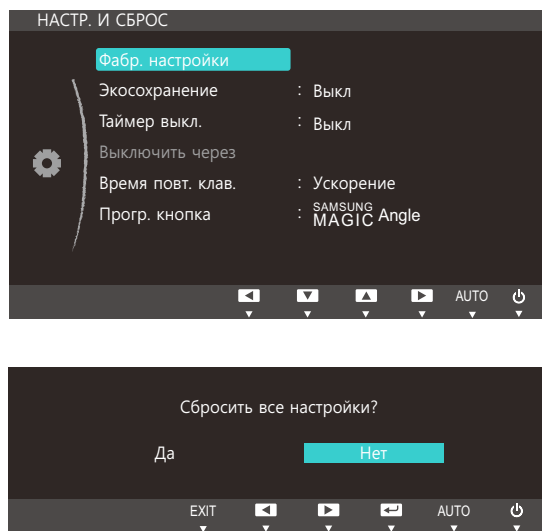 НАСТР. И СБРОС
Фабр. настройки
Экосохранение : Выкл
Таймер выкл. : Выкл
Выключить через
Время повт. клав. : Ускорение
Прогр. кнопка : SAMSUNG MAGIC Angle
AUTO
Сбросить все настройки?
Да Нет
EXIT AUTO